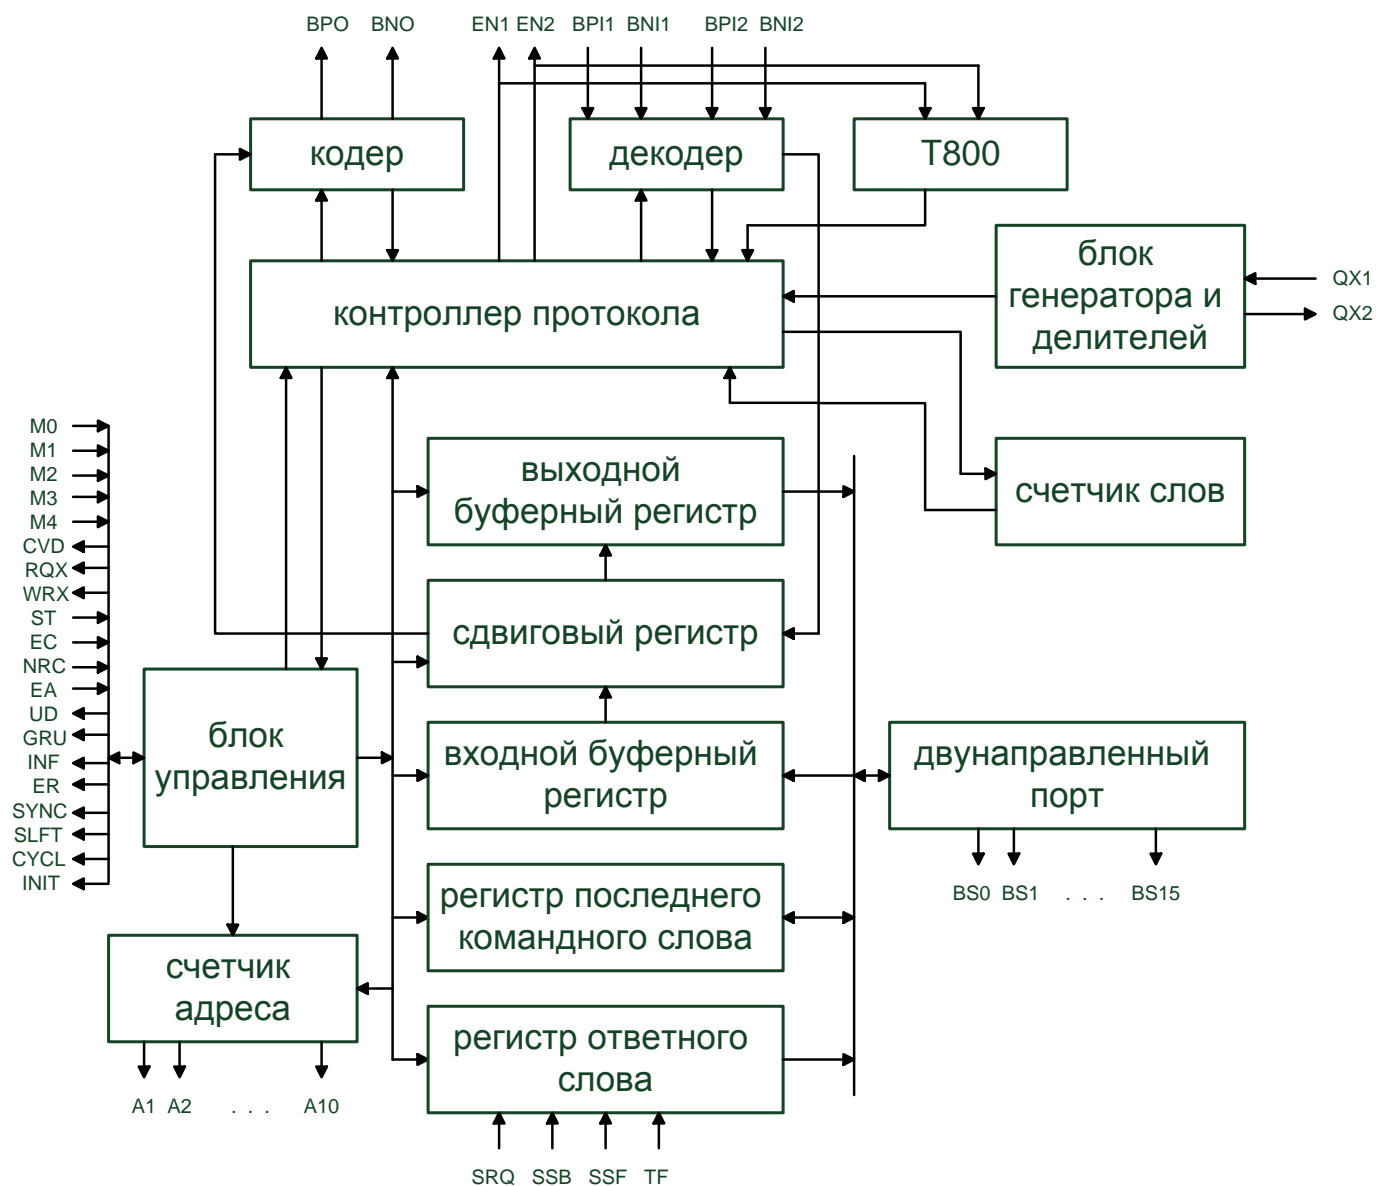 BPO BNO EN1 EN2 BPI1 BNI1 BPI2 BNI2
кодер
декодер
T800
контроллер протокола
блок
генератора и
делителей
QX1
QX2
M0
M1
M2
M3
M4
CVD
RQX
WRX
ST
EC
NRC
EA
UD
GRU
INF
ER
SYNC
SLFT
CYCL
INIT
выходной
буферный регистр
счетчик слов
сдвиговый регистр
блок
управления
входной буферный
регистр
двунаправленный
порт
BS0 BS1 . . . BS15
регистр последнего
командного слова
счетчик
адреса
регистр ответного
слова
A1 A2 . . . A10
SRQ SSB SSF TF